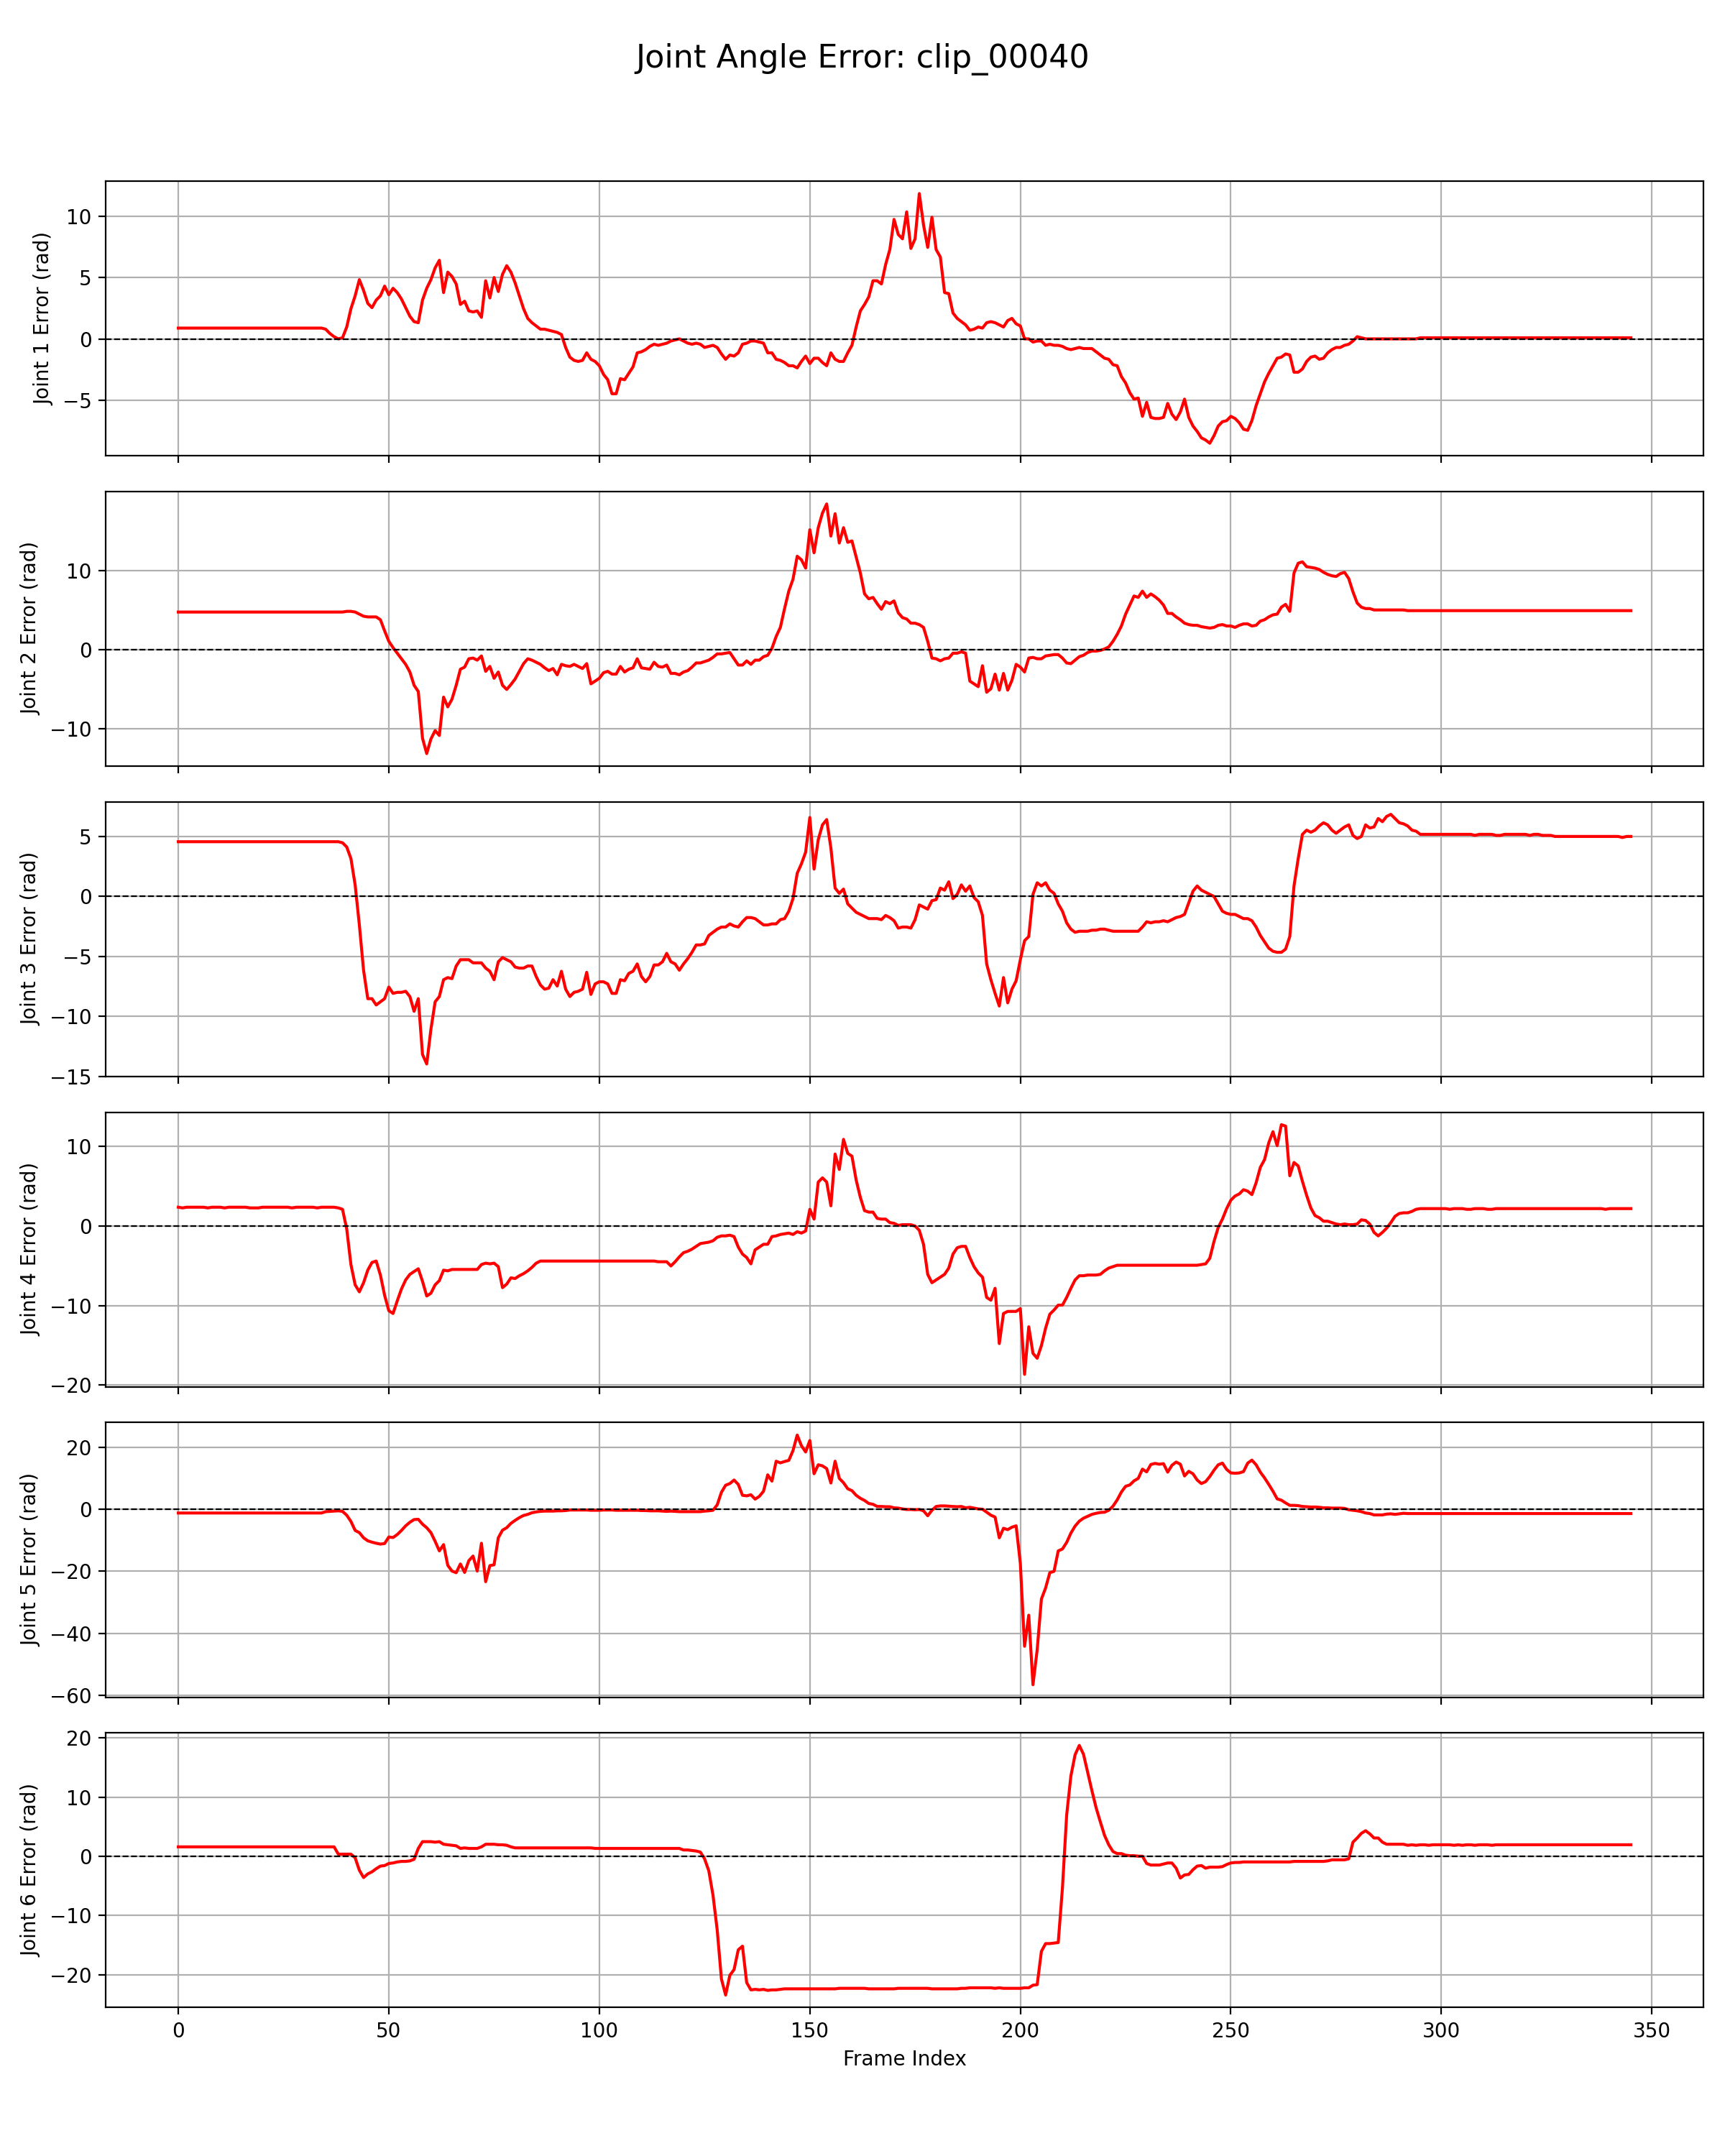 Joint Angle Error: clip_00040
Joint 1 Error (rad)
10
5
0
−5
Joint 2 Error (rad)
10
0
−10
Joint 3 Error (rad)
5
0
−5
−10
−15
Joint 4 Error (rad)
10
0
−10
−20
Joint 5 Error (rad)
20
0
−20
−40
−60
Joint 6 Error (rad)
20
10
0
−10
−20
0 50 100 150 200 250 300 350
Frame Index